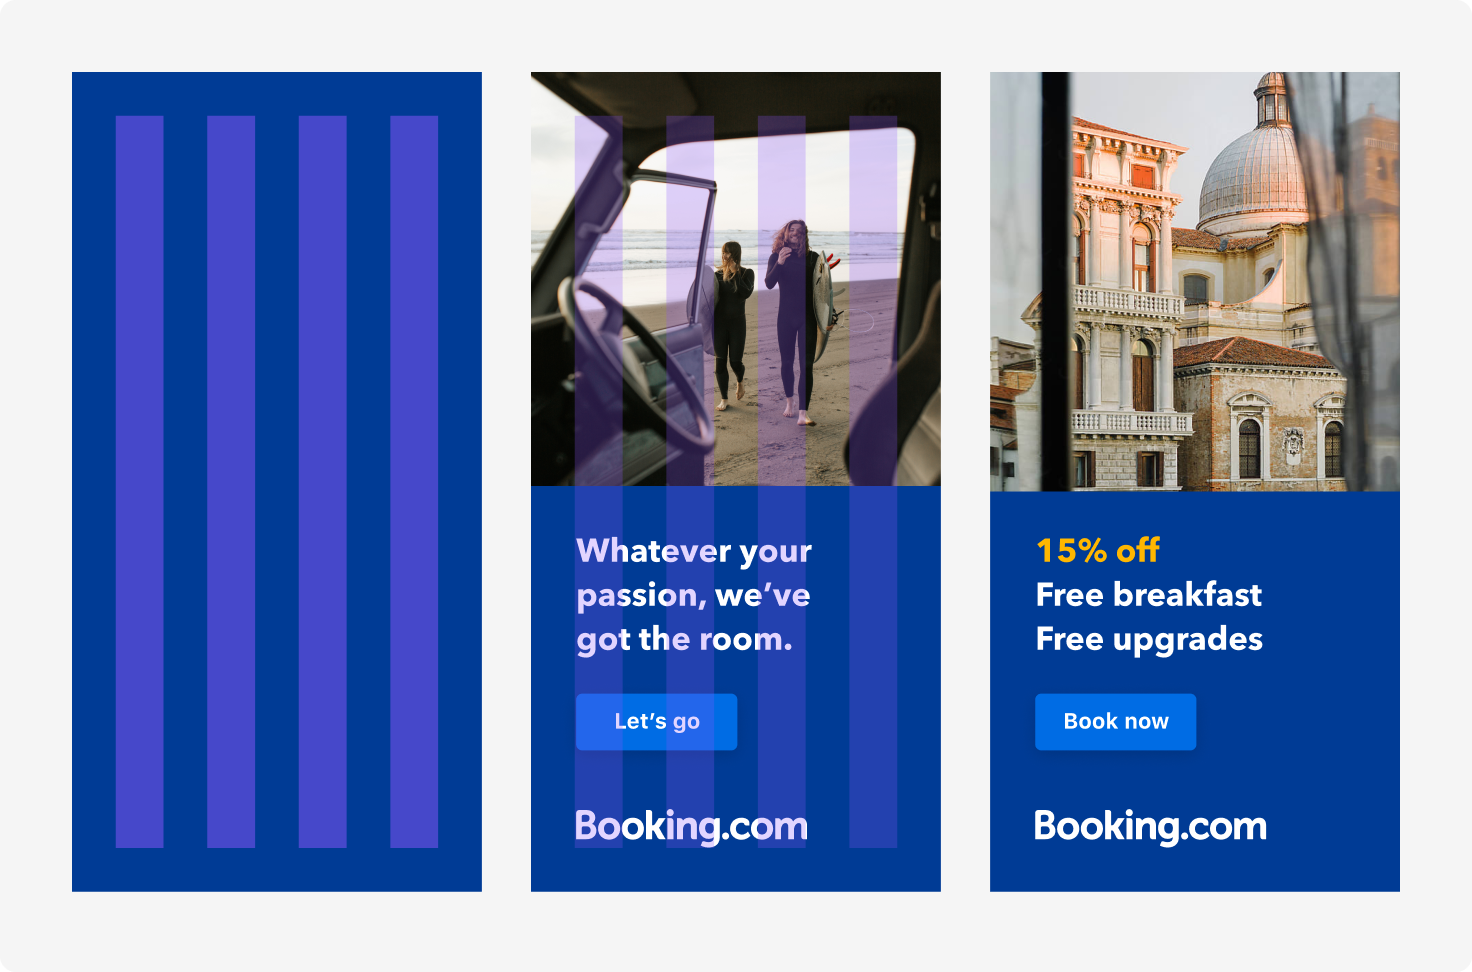 Whatever your
passion, we’ve
got the room.
Let’s go
Booking.com
15% off
Free breakfast
Free upgrades
Book now
Booking.com